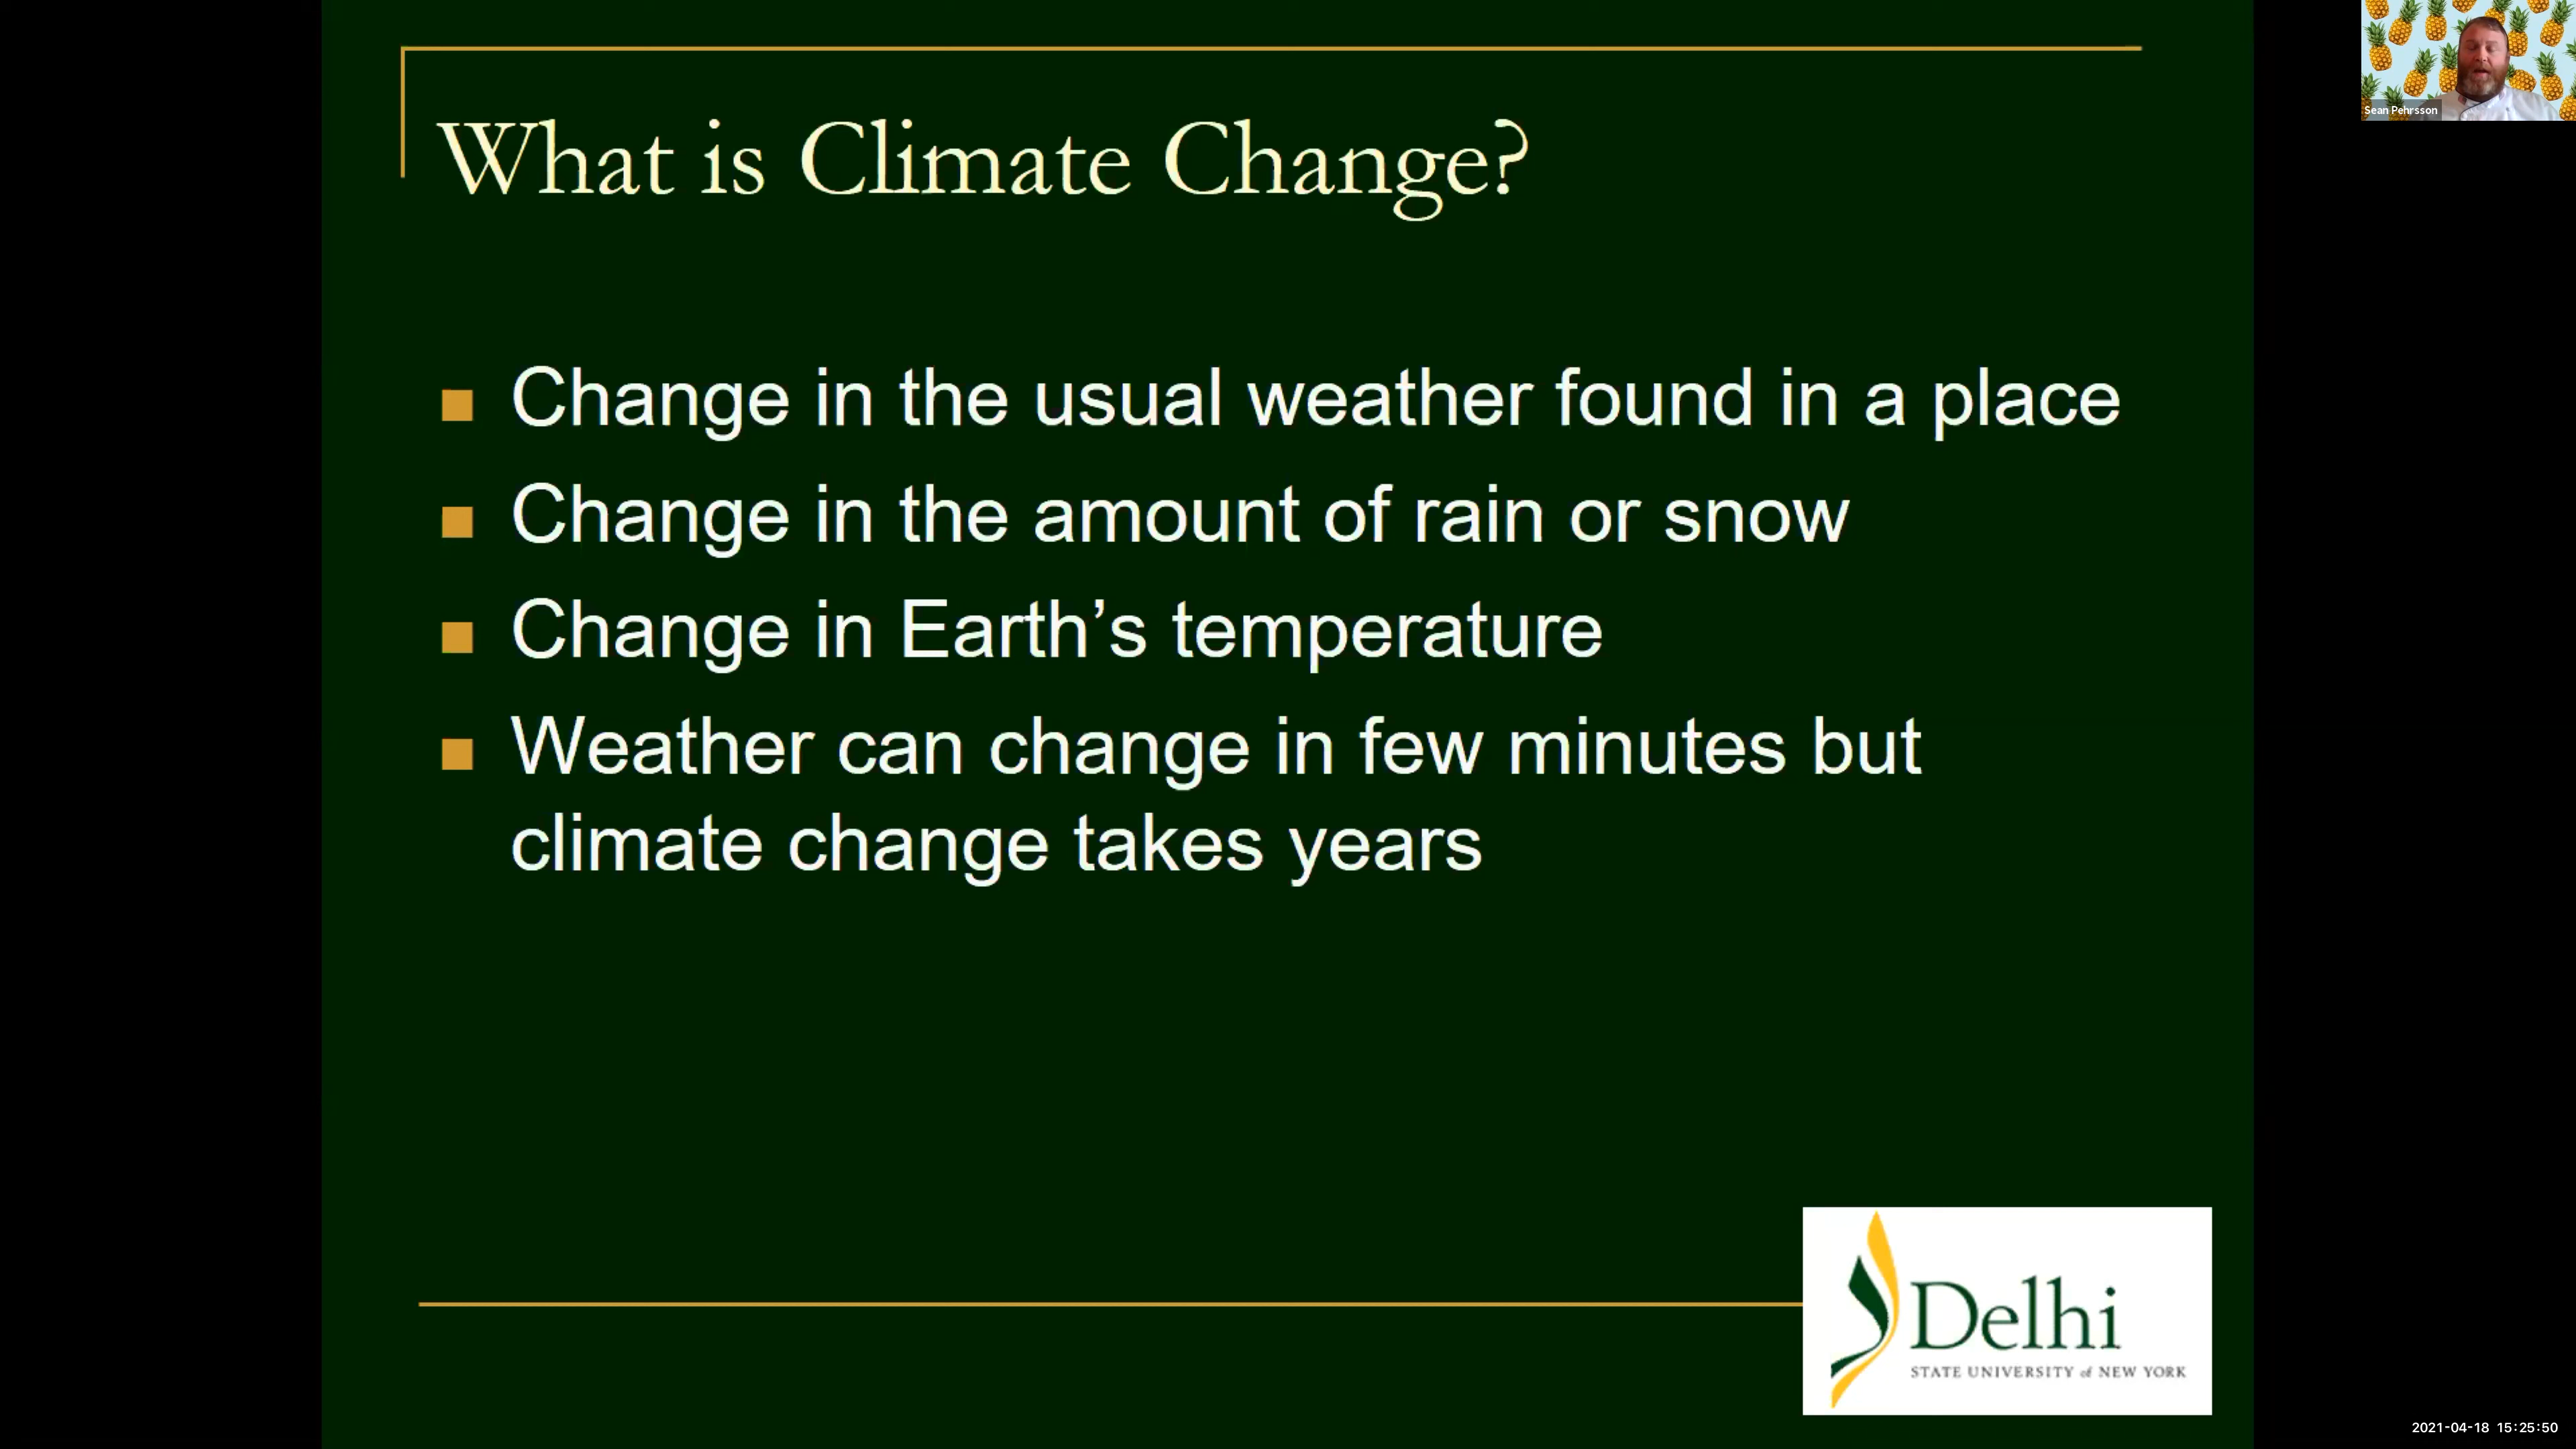 Sean Pehrsson
What is Climate Change?
Change in the usual weather found in a place
Change in the amount of rain or snow
Change in Earth’s temperature
Weather can change in few minutes but
climate change takes years
Delhi
STATE UNIVERSITY of NEW YORK
2021-04-18 15:25:50